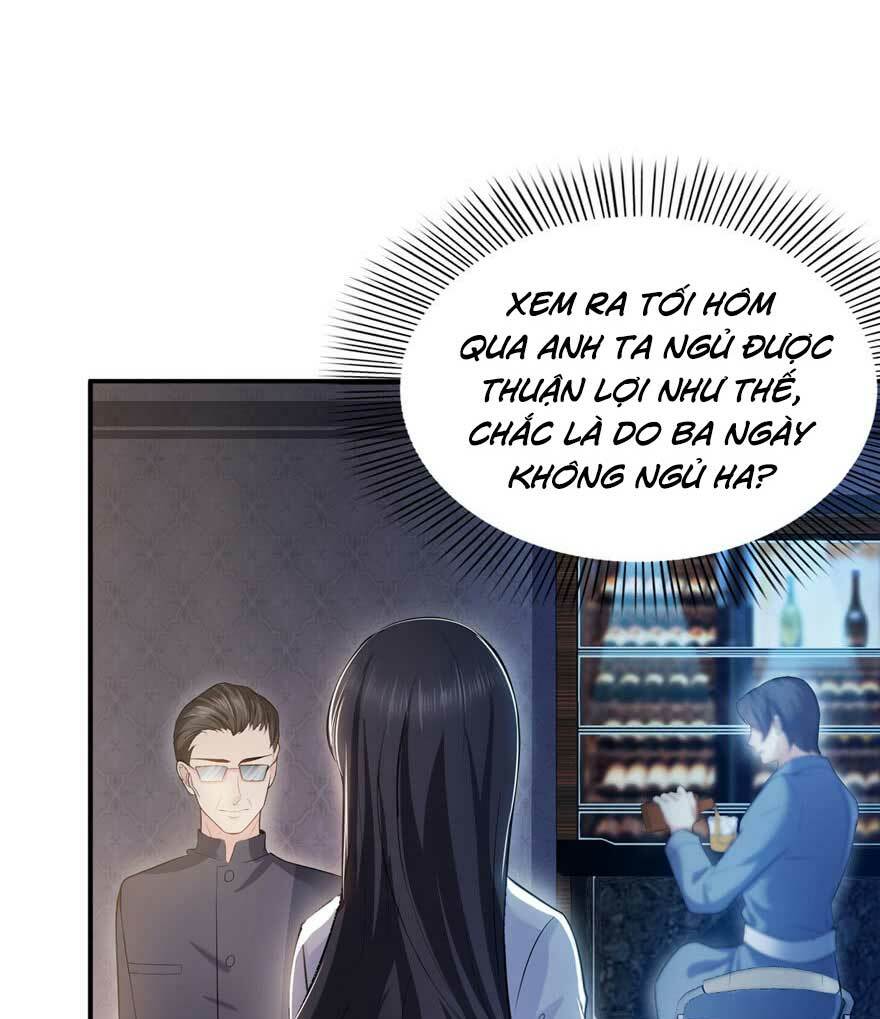 XEM RA TỐI HÔM
QUA ANH TA NGỦ ĐƯỢC
THUẬN LỢI NHƯ THẾ,
CHẮC LÀ DO BA NGÀY
KHÔNG NGỦ HA?